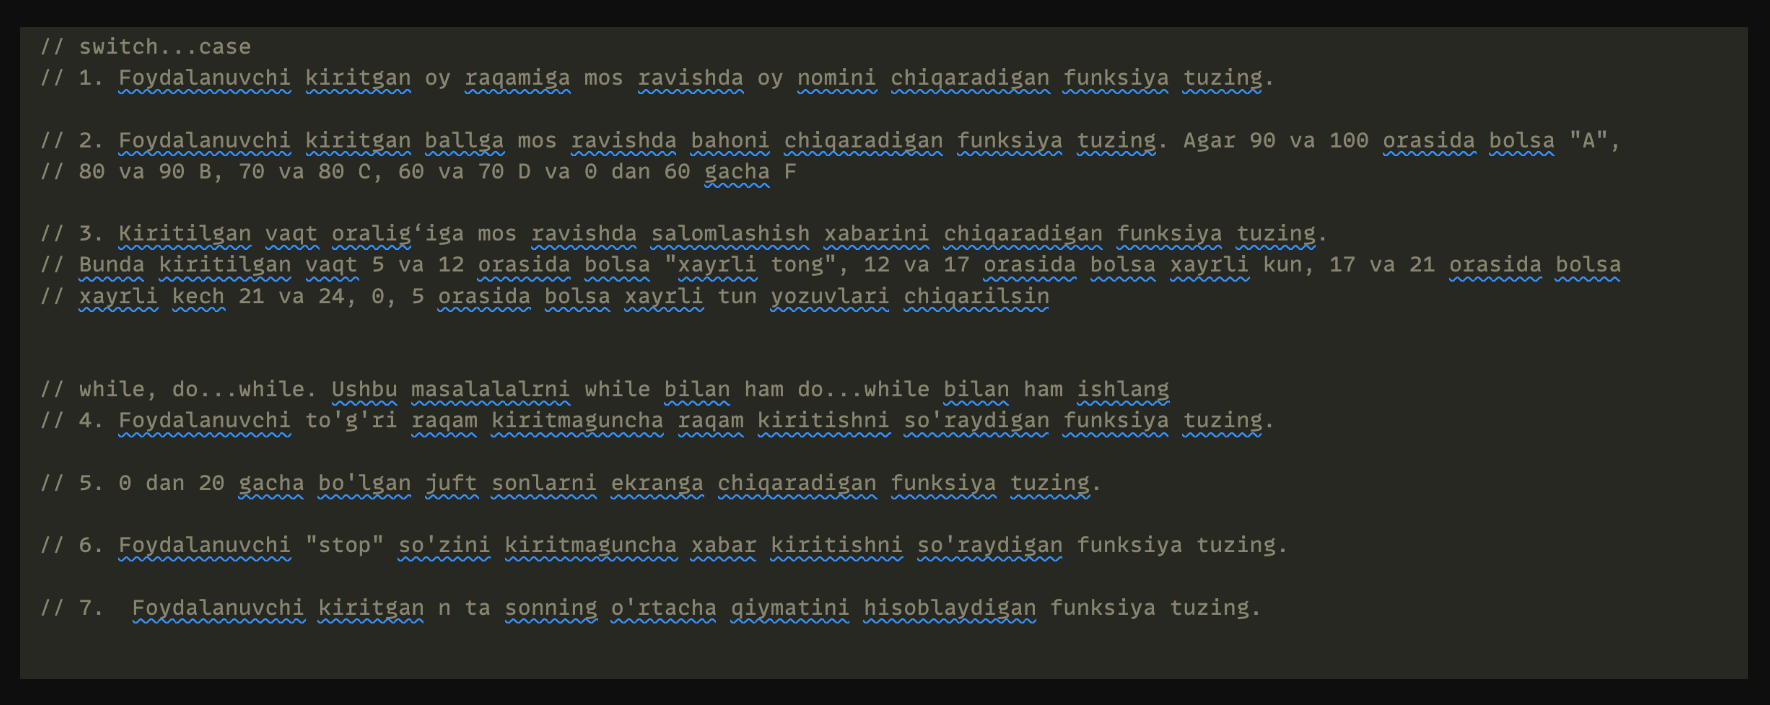 // switch...case
// 1. Foydalanuvchi kiritgan oy raqamiga mos ravishda oy nomini chiqaradigan funksiya tuzing.
// 2. Foydalanuvchi kiritgan ballga mos ravishda bahoni chiqaradigan funksiya tuzing. Agar 90 va 100 orasida bolsa "A",
// 80 va 90 B, 70 va 80 C, 60 va 70 D va 0 dan 60 gacha F
// 3. Kiritilgan vaqt oralig‘iga mos ravishda salomlashish xabarini chiqaradigan funksiya tuzing.
// Bunda kiritilgan vaqt 5 va 12 orasida bolsa "xayrli tong", 12 va 17 orasida bolsa xayrli kun, 17 va 21 orasida bolsa
// xayrli kech 21 va 24, 0, 5 orasida bolsa xayrli tun yozuvlari chiqarilsin
// while, do...while. Ushbu masalalalrni while bilan ham do...while bilan ham ishlang
// 4. Foydalanuvchi to'g'ri raqam kiritmaguncha raqam kiritishni so'raydigan funksiya tuzing.
// 5. 0 dan 20 gacha bo'lgan juft sonlarni ekranga chiqaradigan funksiya tuzing.
// 6. Foydalanuvchi "stop" so'zini kiritmaguncha xabar kiritishni so'raydigan funksiya tuzing.
// 7.  Foydalanuvchi kiritgan n ta sonning o'rtacha qiymatini hisoblaydigan funksiya tuzing.